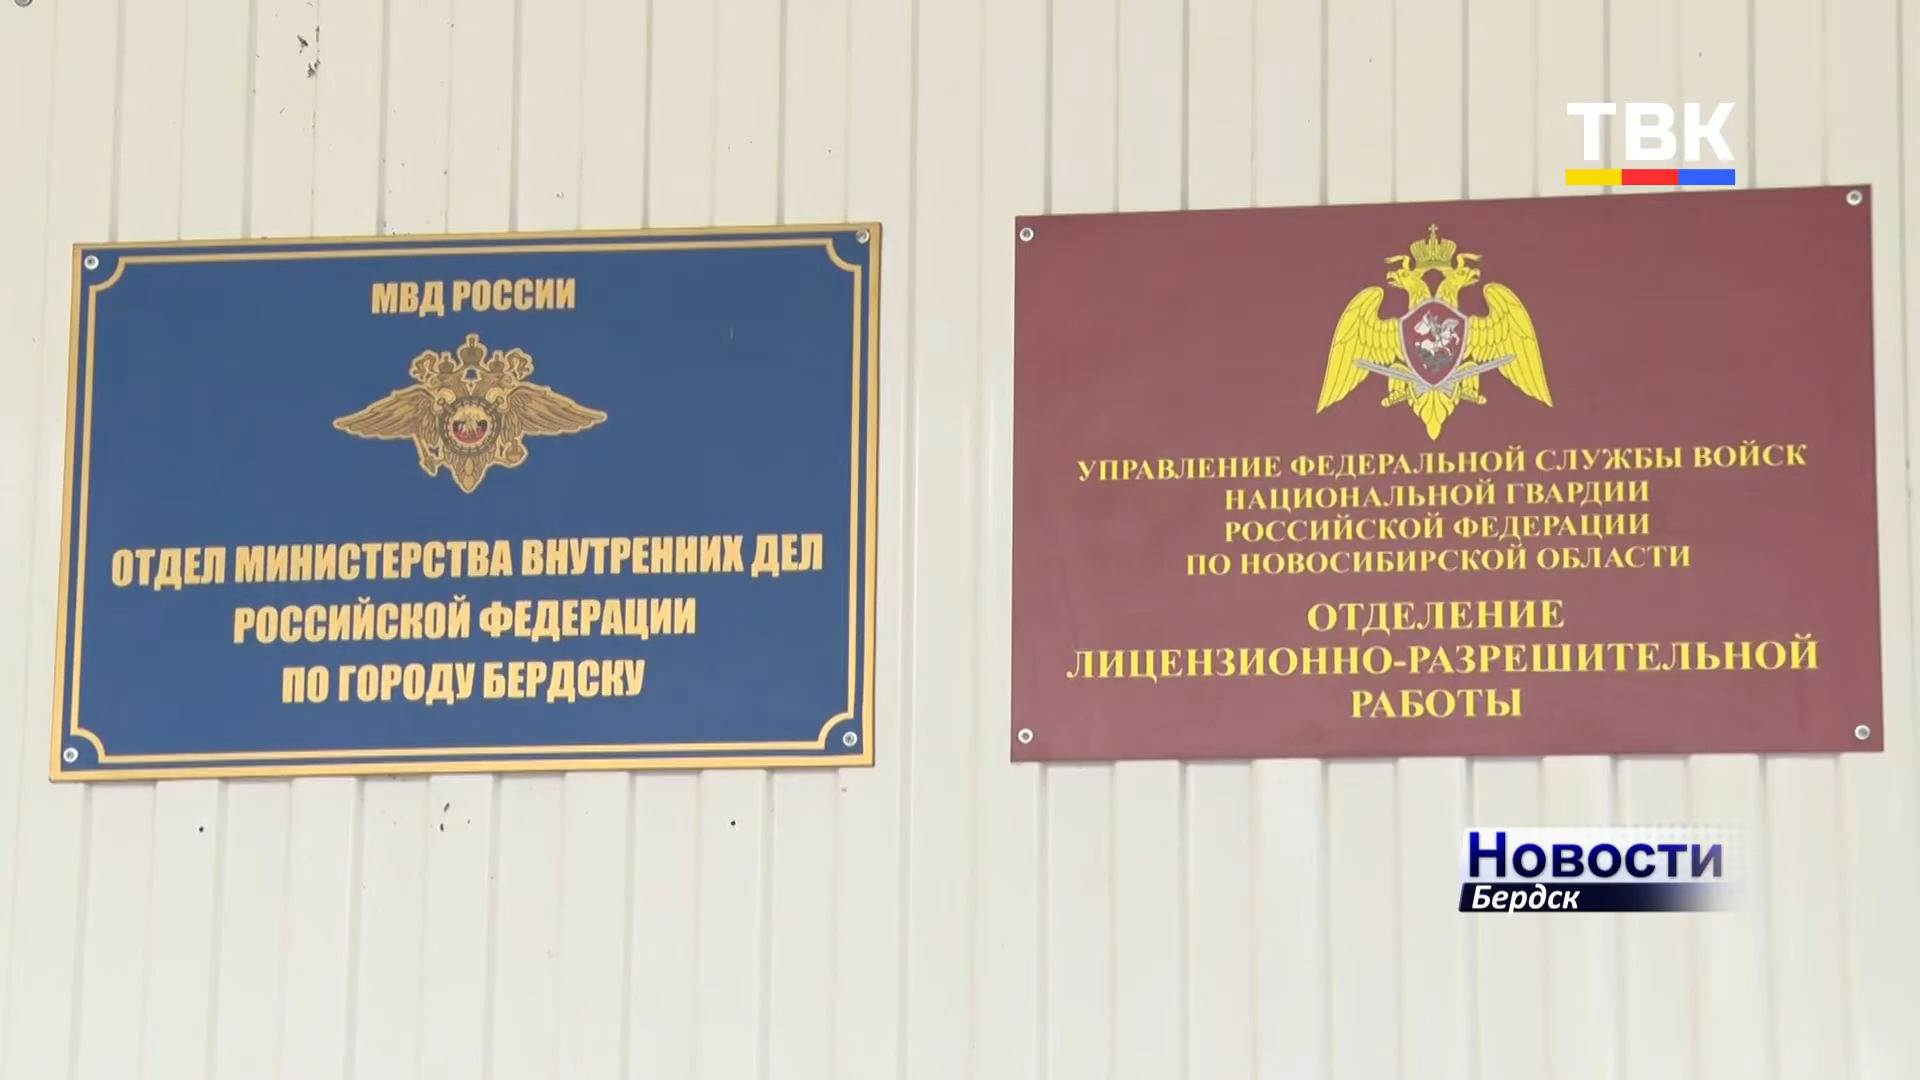 МВД РОССИИ
ОТДЕЛ МИНИСТЕРСТВА ВНУТРЕННИХ ДЕЛ
РОССИЙСКОЙ ФЕДЕРАЦИИ
ПО ГОРОДУ БЕРДСКУ
ТВК
УПРАВЛЕНИЕ ФЕДЕРАЛЬНОЙ СЛУЖБЫ ВОЙСК
НАЦИОНАЛЬНОЙ ГВАРДИИ
РОССИЙСКОЙ ФЕДЕРАЦИИ
ПО НОВОСИБИРСКОЙ ОБЛАСТИ
ОТДЕЛЕНИЕ
ЛИЦЕНЗИОННО-РАЗРЕШИТЕЛЬНОЙ
РАБОТЫ
Новости
Бердск